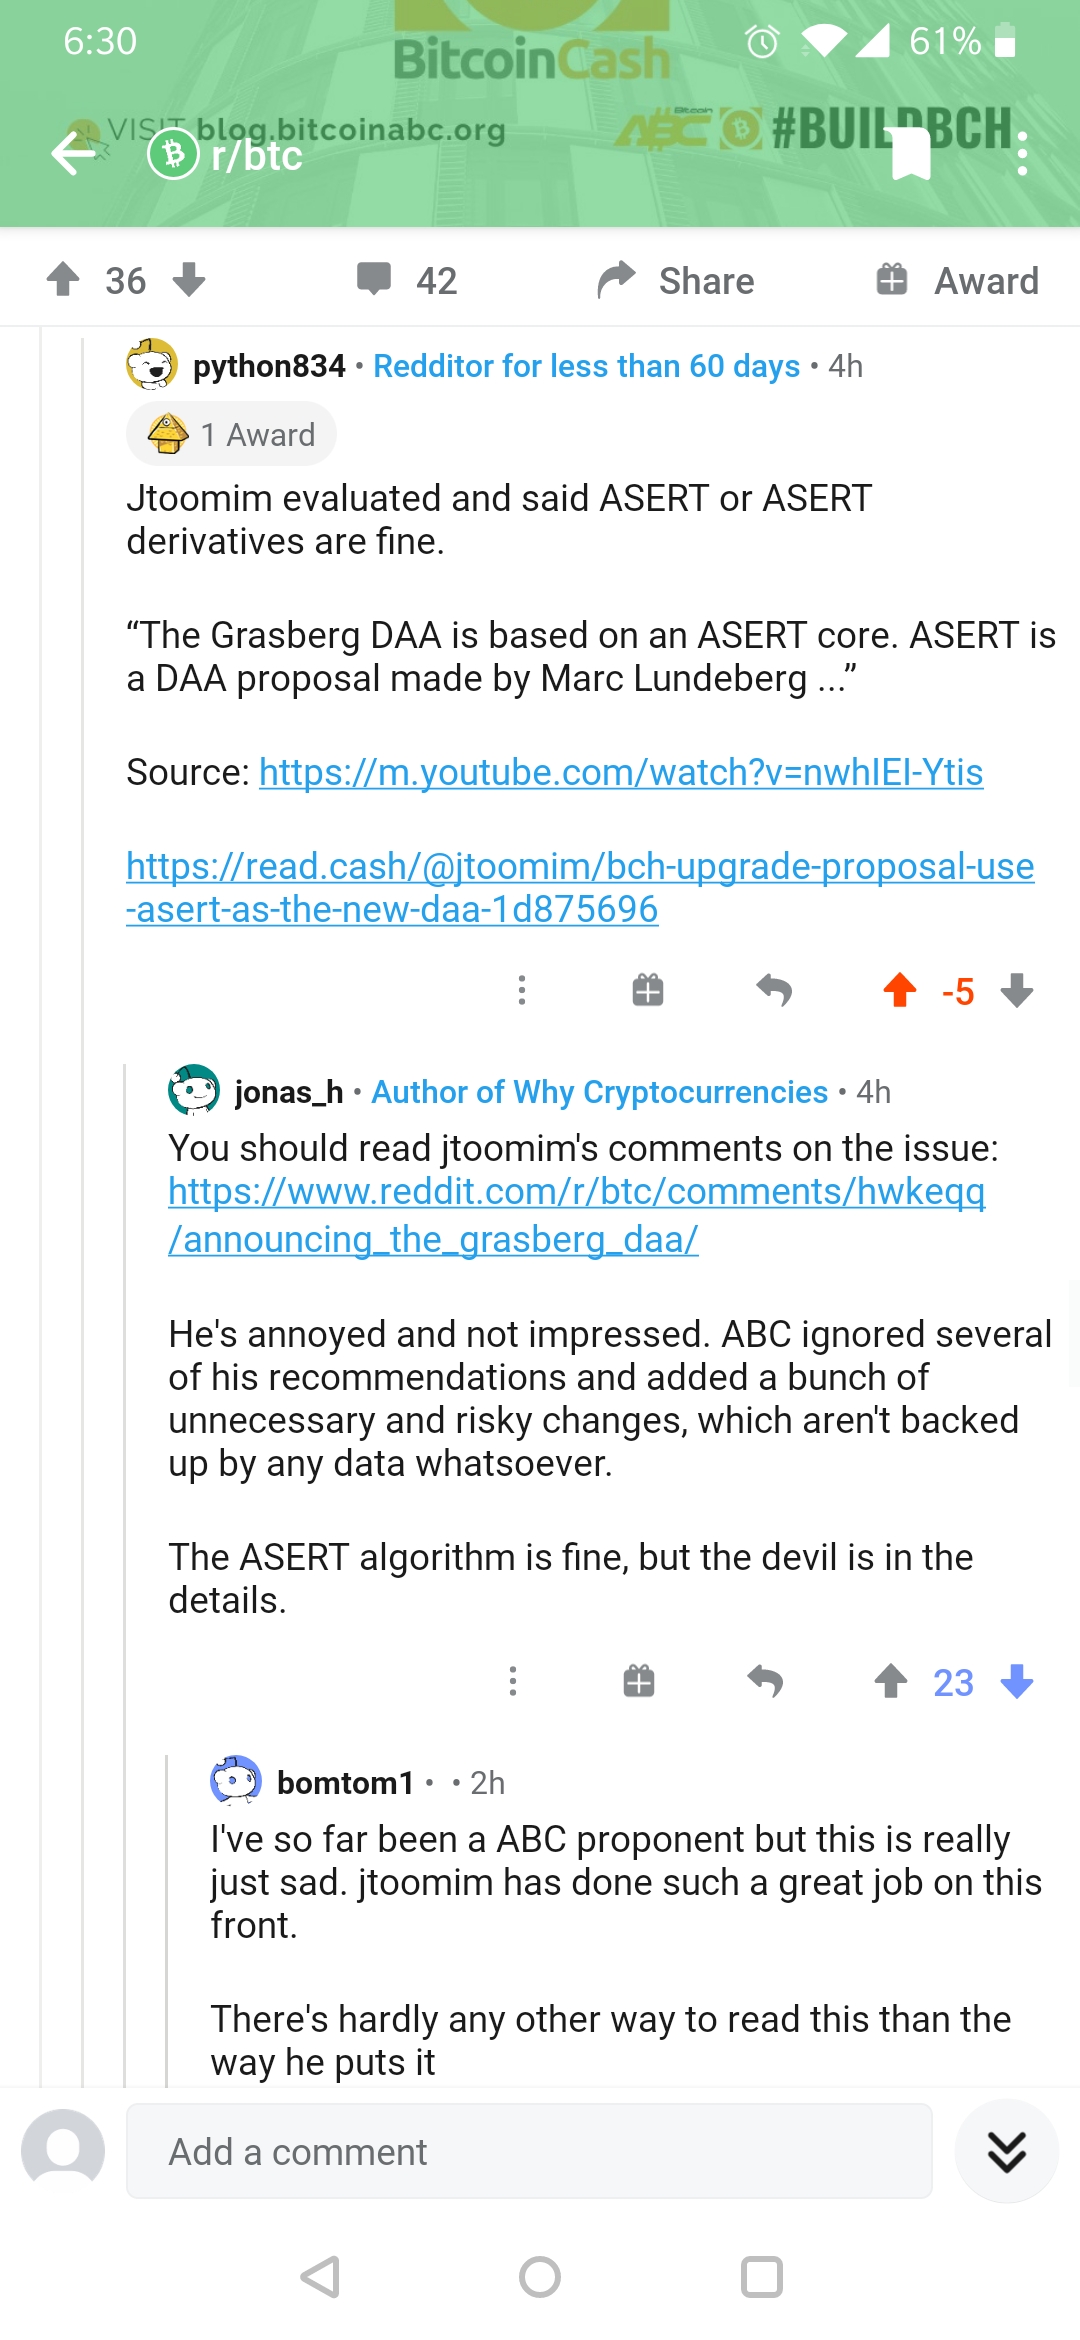 6:30
61%
BitcoinCash
VISIT blog.bitcoinabc.org
Bitcoin
ABC #BUILDBCH
r/btc
36
42
Share
Award
python834 • Redditor for less than 60 days • 4h
1 Award
Jtoomim evaluated and said ASERT or ASERT
derivatives are fine.
“The Grasberg DAA is based on an ASERT core. ASERT is
a DAA proposal made by Marc Lundeberg ...”
Source: https://m.youtube.com/watch?v=nwhIEI-Ytis
https://read.cash/@jtoomim/bch-upgrade-proposal-use
-asert-as-the-new-daa-1d875696
-5
jonas_h • Author of Why Cryptocurrencies • 4h
You should read jtoomim's comments on the issue:
https://www.reddit.com/r/btc/comments/hwkeqq
/announcing_the_grasberg_daa/
He's annoyed and not impressed. ABC ignored several
of his recommendations and added a bunch of
unnecessary and risky changes, which aren't backed
up by any data whatsoever.
The ASERT algorithm is fine, but the devil is in the
details.
23
bomtom1 • • 2h
I've so far been a ABC proponent but this is really
just sad. jtoomim has done such a great job on this
front.
There's hardly any other way to read this than the
way he puts it
Add a comment